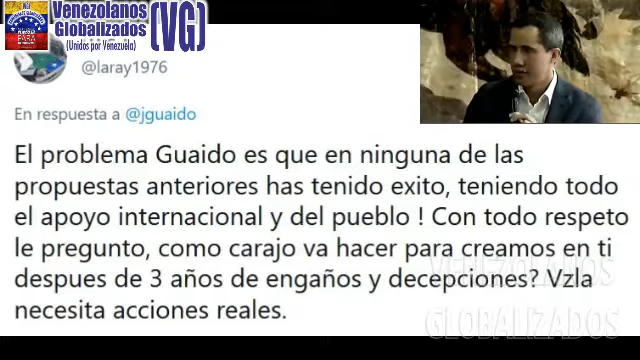 Venezolanos
Globalizados
(Unidos por Venezuela)
(VG)
@laray1976
En respuesta a @jguaido
El problema Guaido es que en ninguna de las
propuestas anteriores has tenido exito, teniendo todo
el apoyo internacional y del pueblo ! Con todo respeto
le pregunto, como carajo va hacer para creamos en ti
despues de 3 años de engaños y decepciones? Vzla
necesita acciones reales.
VENEZOLANOS
GLOBALIZADOS